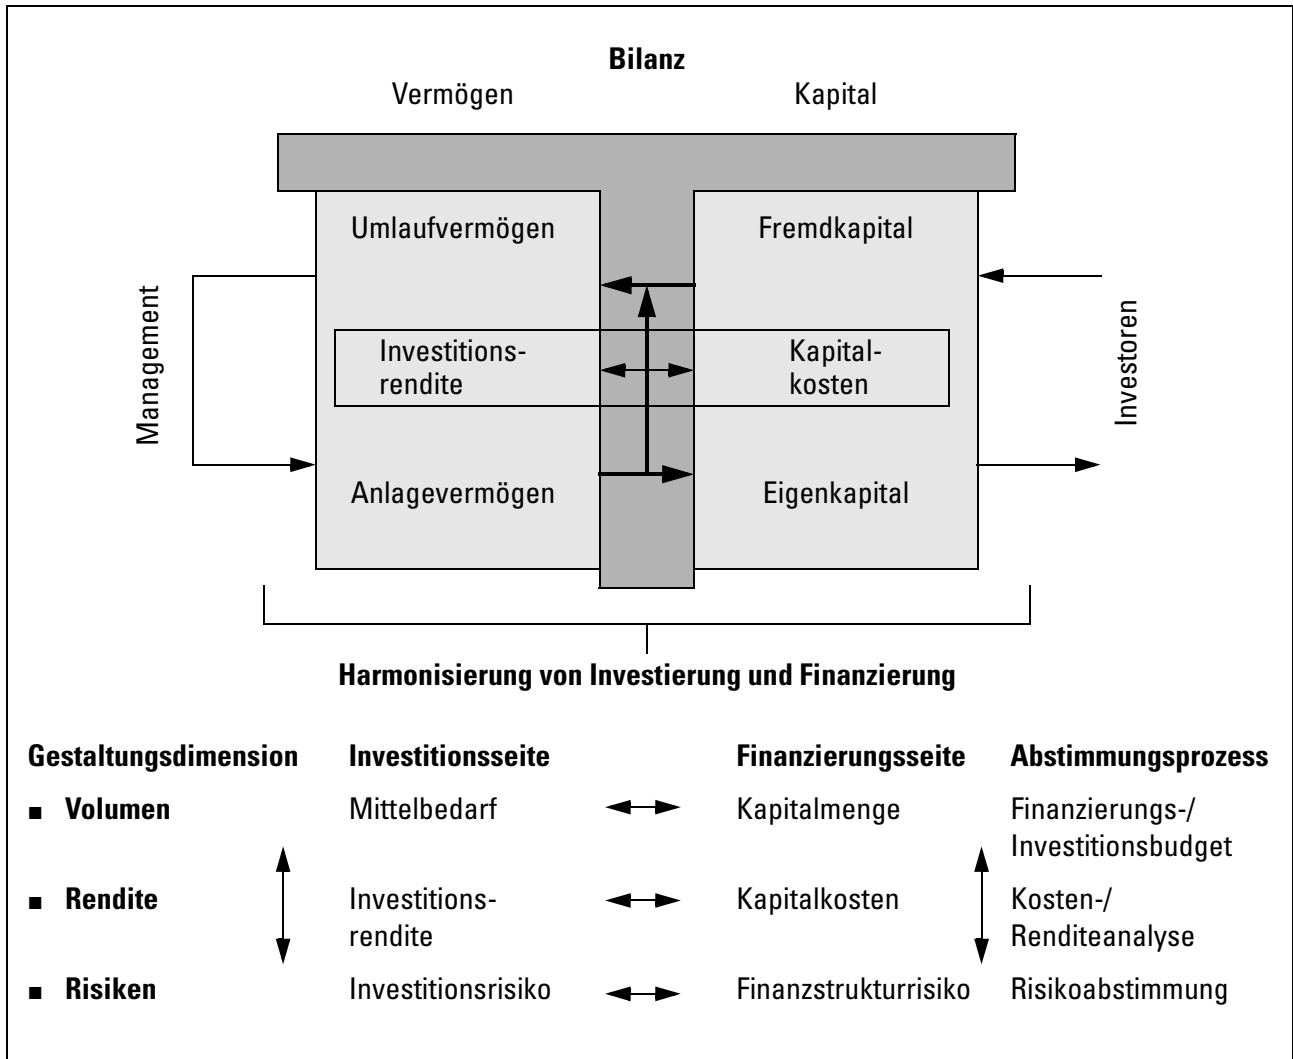 Bilanz
Vermögen Kapital
Umlaufvermögen Fremdkapital
Management
Investitions-
rendite
Kapital-
kosten
Investoren
Anlagevermögen Eigenkapital
Harmonisierung von Investierung und Finanzierung
Gestaltungsdimension Investitionsseite Finanzierungsseite Abstimmungsprozess
■ Volumen Mittelbedarf Kapitalmenge Finanzierungs-/
Investitionsbudget
■ Rendite Investitions- Kapitalkosten Kosten-/
rendite Renditeanalyse
■ Risiken Investitionsrisiko Finanzstrukturrisiko Risikoabstimmung